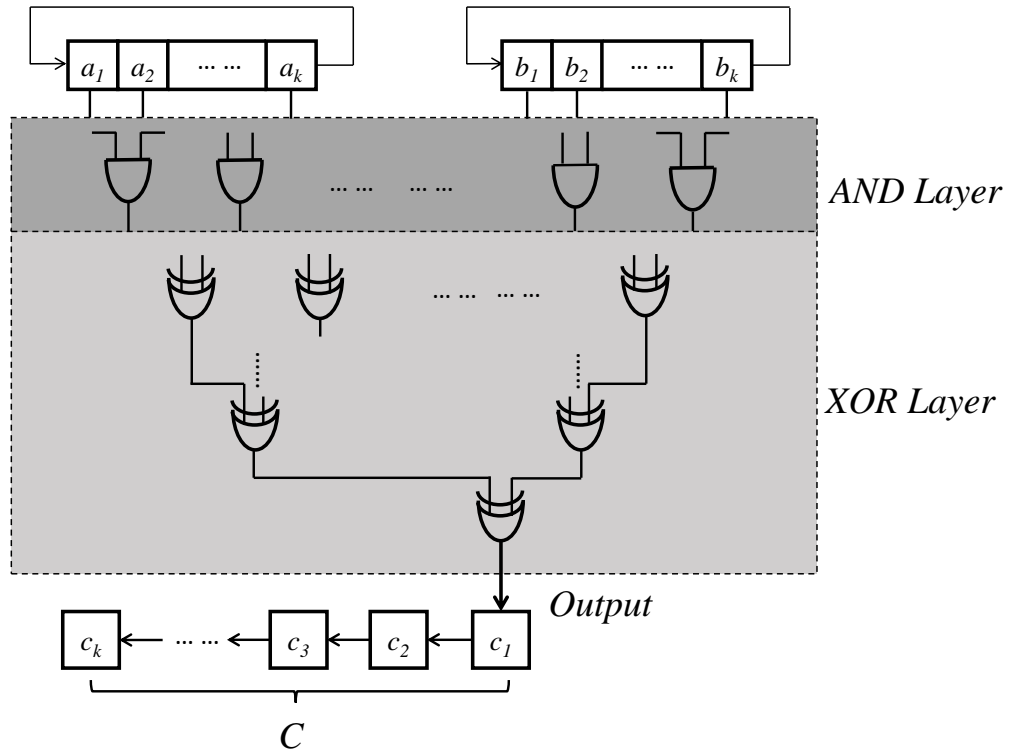 a1 a2 ... ... ak b1 b2 ... ... bk
... ... ... ...
AND Layer
... ... ... ...
XOR Layer
Output
ck ... ... c3 c2 c1
C